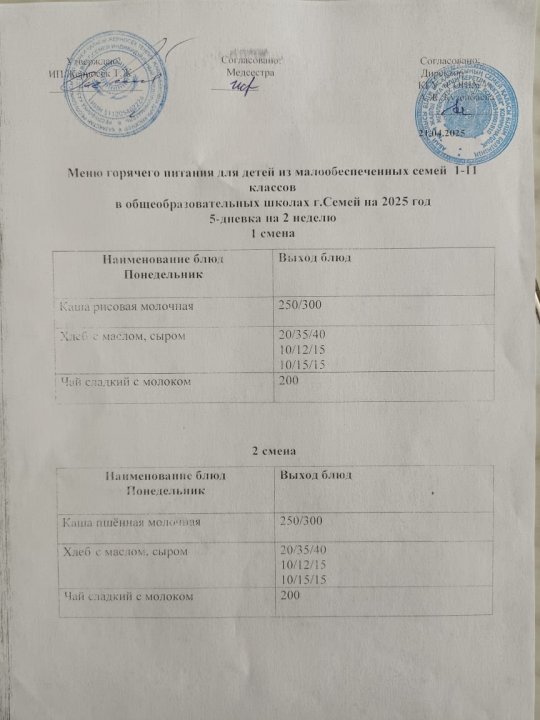 Утверждаю:
ИП
Согласовано:
Медсестра
Согласовано:
Директор
КГУ
21.04.2025
Меню горячего питания для детей из малообеспеченных семей 1-11
классов
в общеобразовательных школах г.Семей на 2025 год
5-дневка на 2 неделю
1 смена
Наименование блюд Выход блюд
Понедельник
Каша рисовая молочная 250/300
Хлеб с маслом, сыром 20/35/40
10/12/15
10/15/15
Чай сладкий с молоком 200
2 смена
Наименование блюд Выход блюд
Понедельник
Каша пшённая молочная 250/300
Хлеб с маслом, сыром 20/35/40
10/12/15
10/15/15
Чай сладкий с молоком 200